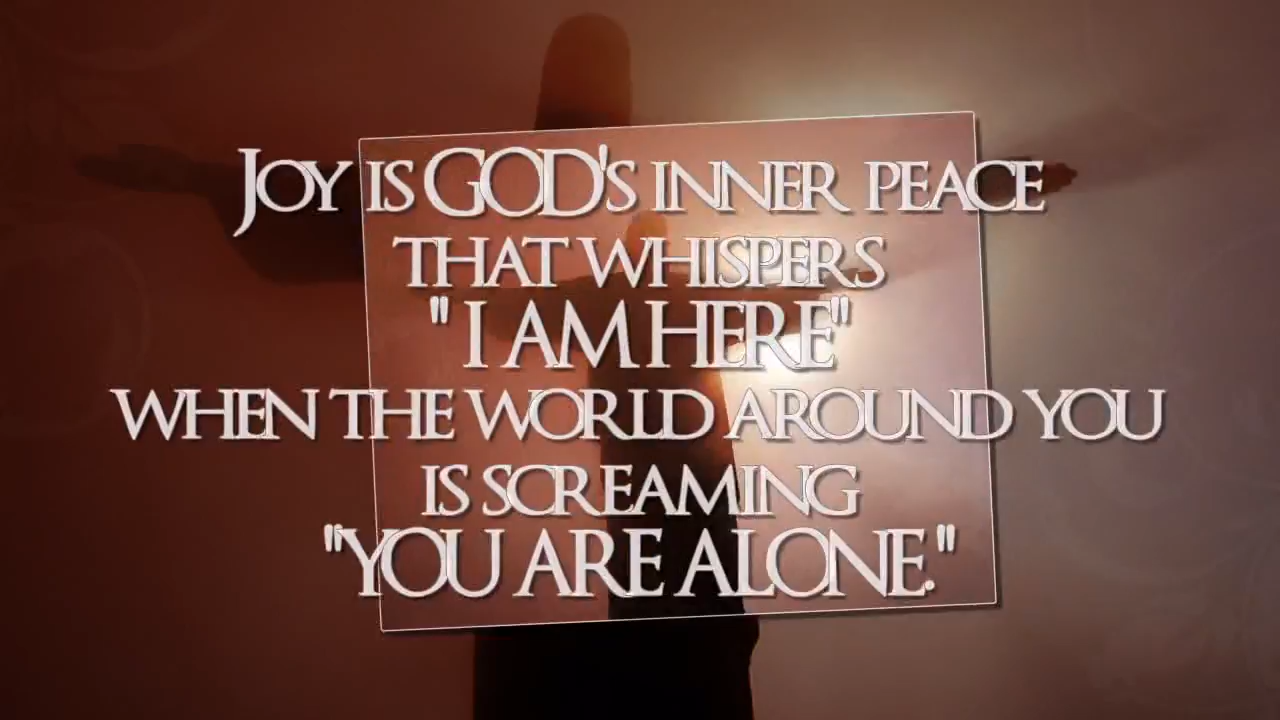 Joy is GOD's inner peace
that whispers
" I AM HERE"
when the world around you
is screaming
"YOU ARE ALONE."